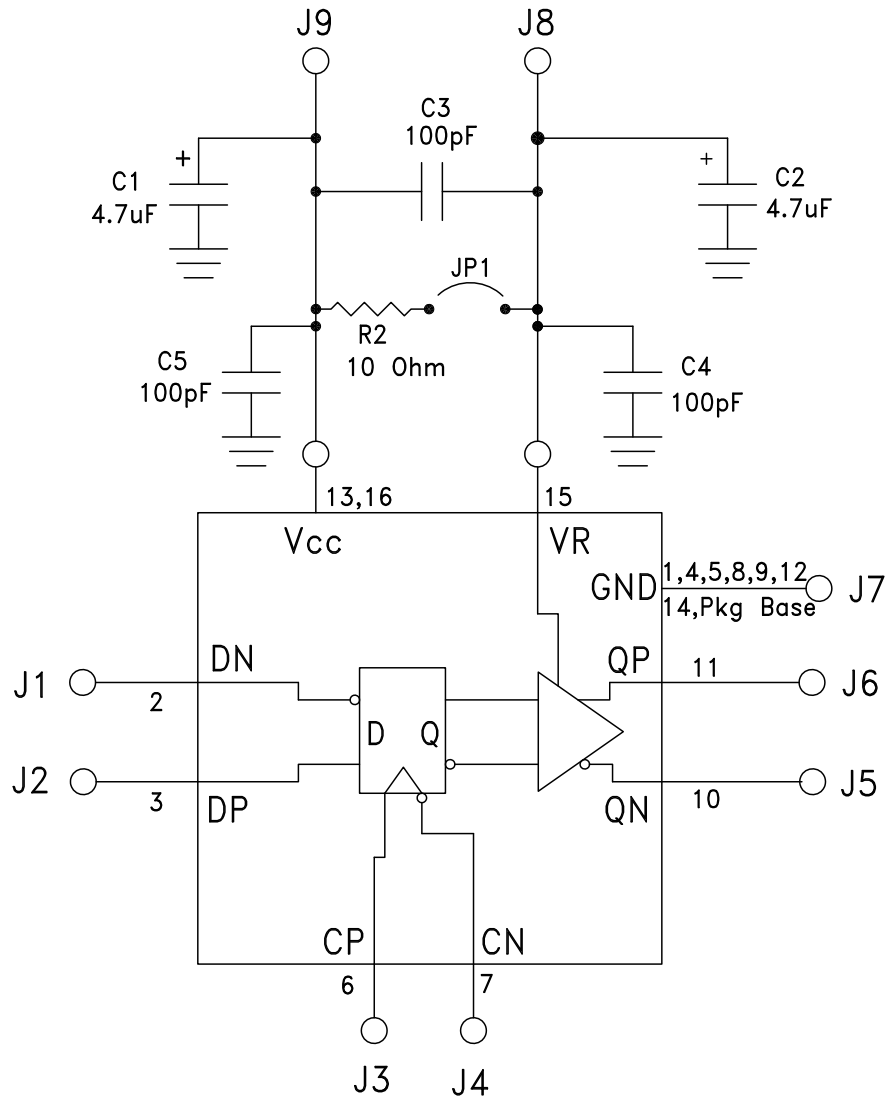 J9
J8
C3
100pF
+
C1
4.7uF
+
C2
4.7uF
JP1
R2
10 Ohm
C5
100pF
C4
100pF
13,16
15
Vcc
VR
GND
1,4,5,8,9,12
14,Pkg Base
J7
DN
QP
11
J1
2
J6
D
Q
J2
3
DP
QN
10
J5
CP
CN
6
7
J3
J4